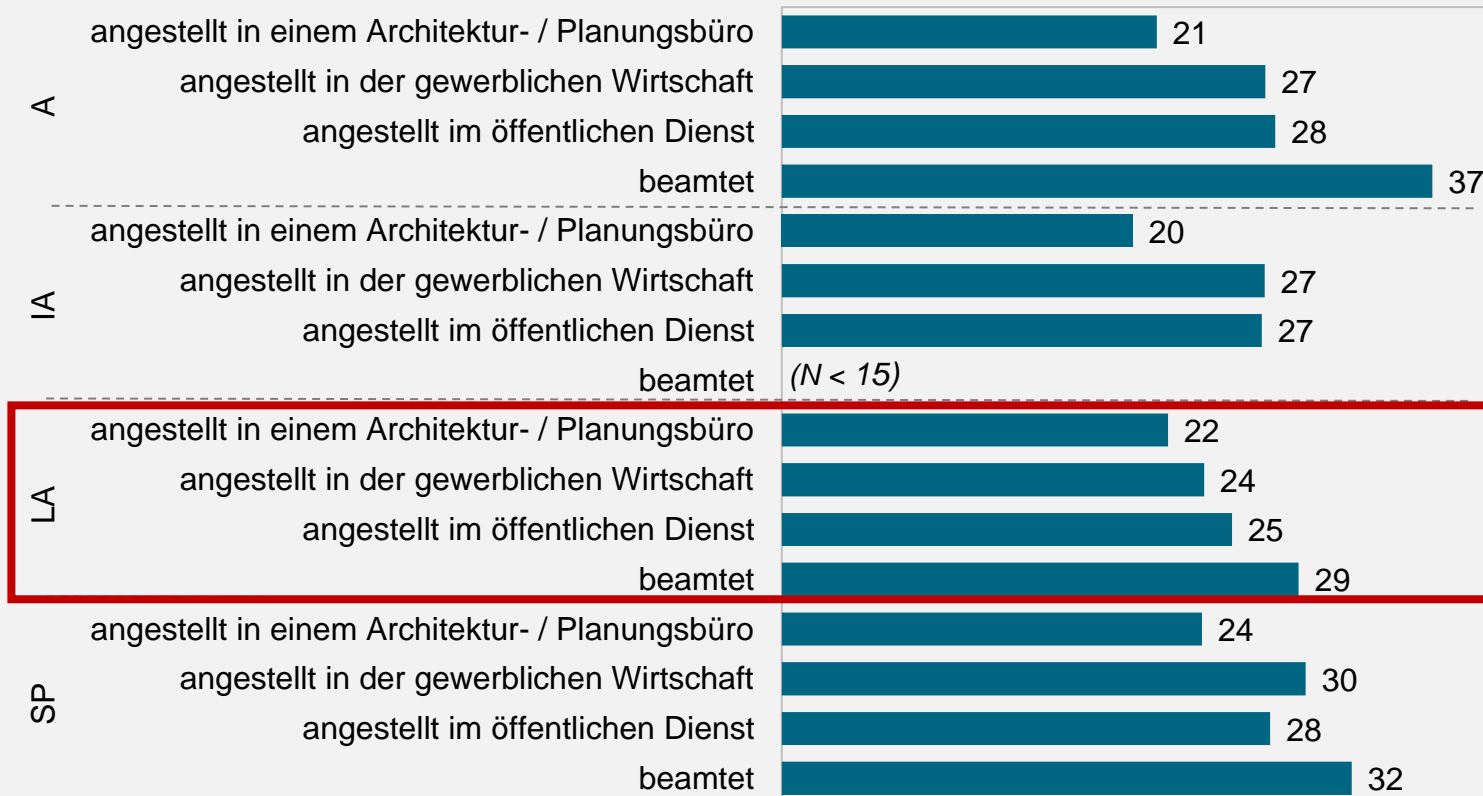 A
angestellt in einem Architektur- / Planungsbüro 21
angestellt in der gewerblichen Wirtschaft 27
angestellt im öffentlichen Dienst 28
beamtet 37
IA
angestellt in einem Architektur- / Planungsbüro 20
angestellt in der gewerblichen Wirtschaft 27
angestellt im öffentlichen Dienst 27
beamtet (N < 15)
LA
angestellt in einem Architektur- / Planungsbüro 22
angestellt in der gewerblichen Wirtschaft 24
angestellt im öffentlichen Dienst 25
beamtet 29
SP
angestellt in einem Architektur- / Planungsbüro 24
angestellt in der gewerblichen Wirtschaft 30
angestellt im öffentlichen Dienst 28
beamtet 32